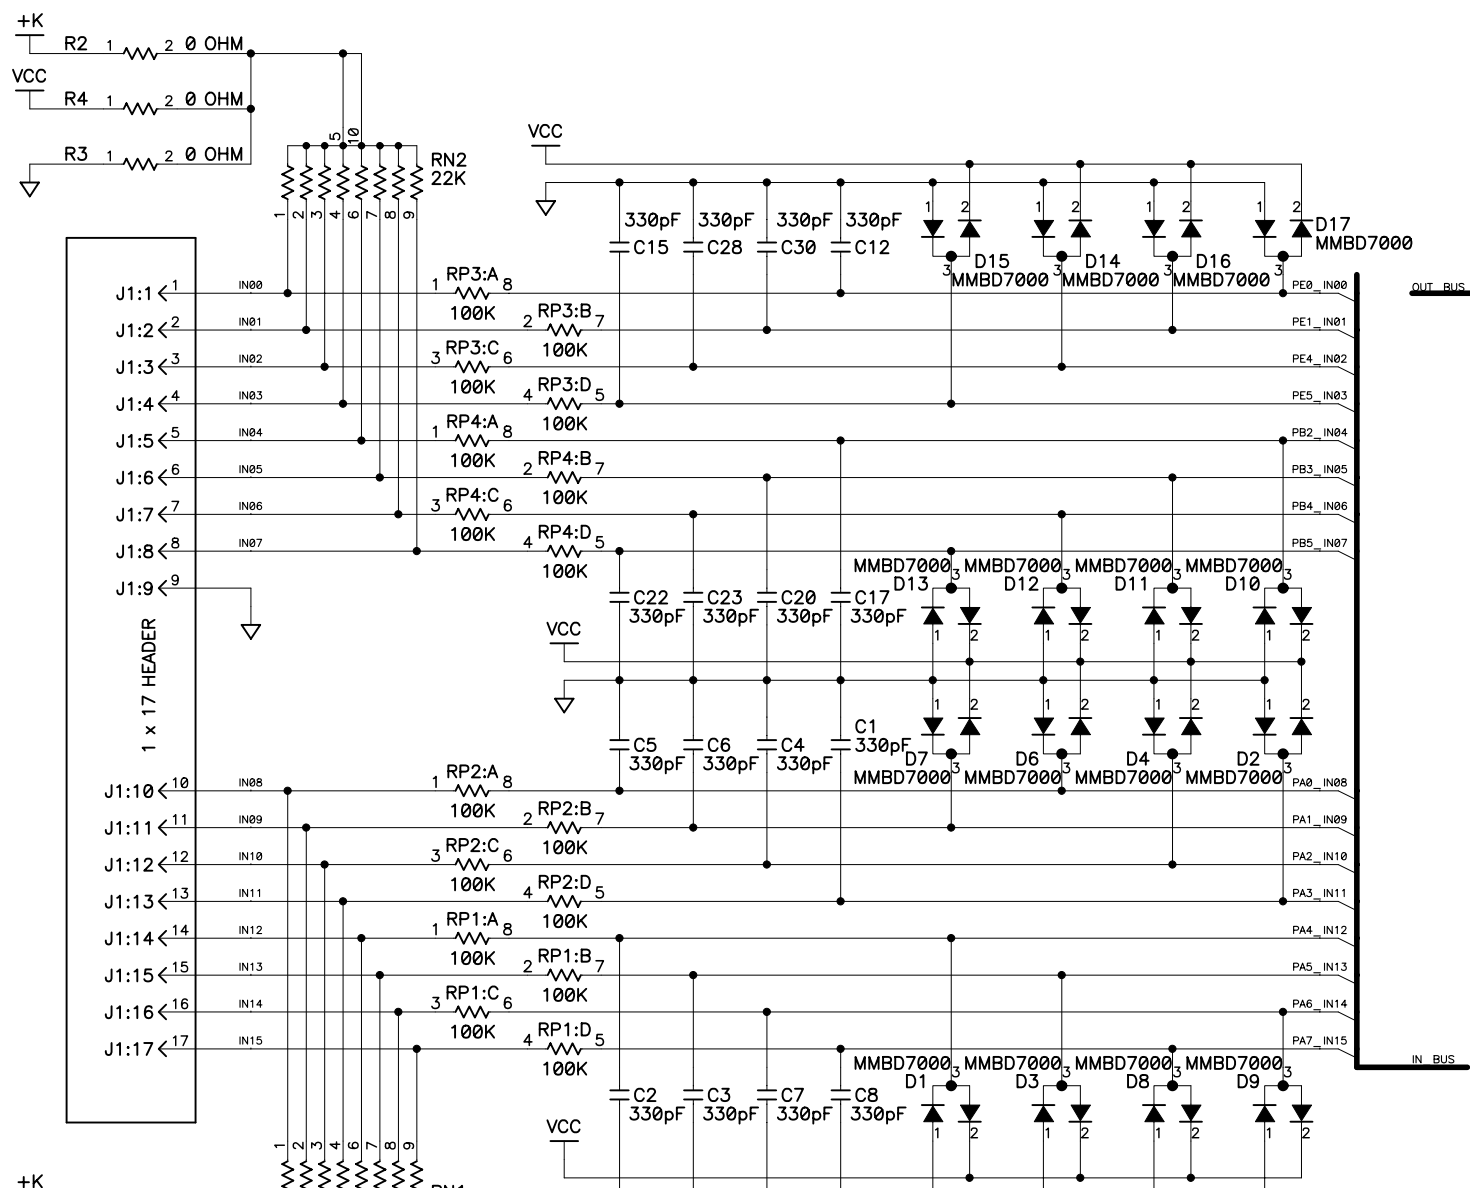 +K
R2 1 2 0 OHM
VCC
R4 1 2 0 OHM
R3 1 2 0 OHM
5 10
RN2
22K
1 2 3 4 6 7 8 9
VCC
330pF 330pF 330pF 330pF
C15 C28 C30 C12
1 2 1 2 1 2 1 2
D17
MMBD7000
D15 D14 D16
3 3 3 3
MMBD7000 MMBD7000 MMBD7000
J1:1 1 IN00 1 RP3:A 8 PE0_IN00
100K
OUT_BUS
J1:2 2 IN01 2 RP3:B 7 PE1_IN01
100K
J1:3 3 IN02 3 RP3:C 6 PE4_IN02
100K
J1:4 4 IN03 4 RP3:D 5 PE5_IN03
100K
J1:5 5 IN04 1 RP4:A 8 PB2_IN04
100K
J1:6 6 IN05 2 RP4:B 7 PB3_IN05
100K
J1:7 7 IN06 3 RP4:C 6 PB4_IN06
100K
J1:8 8 IN07 4 RP4:D 5 PB5_IN07
100K
J1:9 9
MMBD7000 3 MMBD7000 3 MMBD7000 3 MMBD7000 3
D13 D12 D11 D10
C22 C23 C20 C17
330pF 330pF 330pF 330pF
1 2 1 2 1 2 1 2
VCC
1 x 17 HEADER
1 2 1 2 1 2 1 2
C5 C6 C4 C1
330pF 330pF 330pF 330pF
D7 D6 D4 D2
3 3 3 3
MMBD7000 MMBD7000 MMBD7000 MMBD7000
J1:10 10 IN08 1 RP2:A 8 PA0_IN08
100K
J1:11 11 IN09 2 RP2:B 7 PA1_IN09
100K
J1:12 12 IN10 3 RP2:C 6 PA2_IN10
100K
J1:13 13 IN11 4 RP2:D 5 PA3_IN11
100K
J1:14 14 IN12 1 RP1:A 8 PA4_IN12
100K
J1:15 15 IN13 2 RP1:B 7 PA5_IN13
100K
J1:16 16 IN14 3 RP1:C 6 PA6_IN14
100K
J1:17 17 IN15 4 RP1:D 5 PA7_IN15
100K
IN_BUS
MMBD7000 3 MMBD7000 3 MMBD7000 3 MMBD7000 3
D1 D3 D8 D9
C2 C3 C7 C8
330pF 330pF 330pF 330pF
VCC
1 2 1 2 1 2 1 2
1 2 3 4 6 7 8 9
+K
RN1